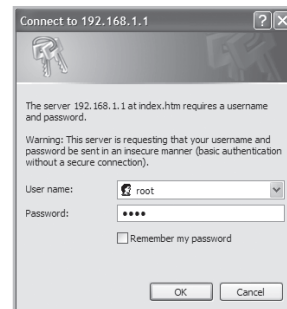 Connect to 192.168.1.1
The server 192.168.1.1 at index.htm requires a username
and password.
Warning: This server is requesting that your username and
password be sent in an insecure manner (basic authentication
without a secure connection).
User name:
root
Password:
••••
Remember my password
OK
Cancel